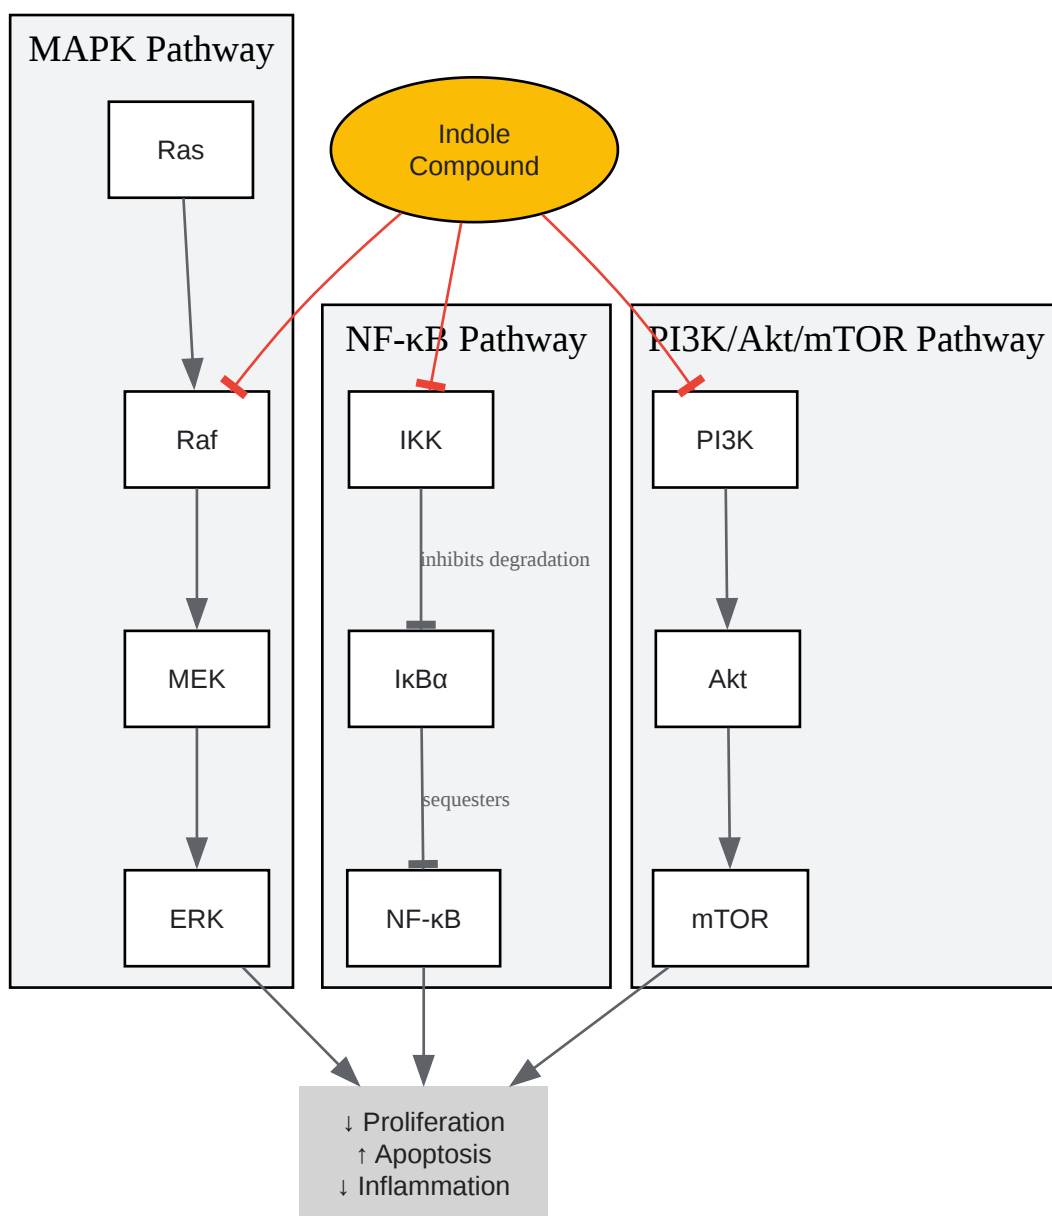 MAPK Pathway
Ras
Indole
Compound
NF-κB Pathway
PI3K/Akt/mTOR Pathway
Raf
IKK
PI3K
inhibits degradation
MEK
IκBα
Akt
sequesters
ERK
NF-κB
mTOR
↓ Proliferation
↑ Apoptosis
↓ Inflammation